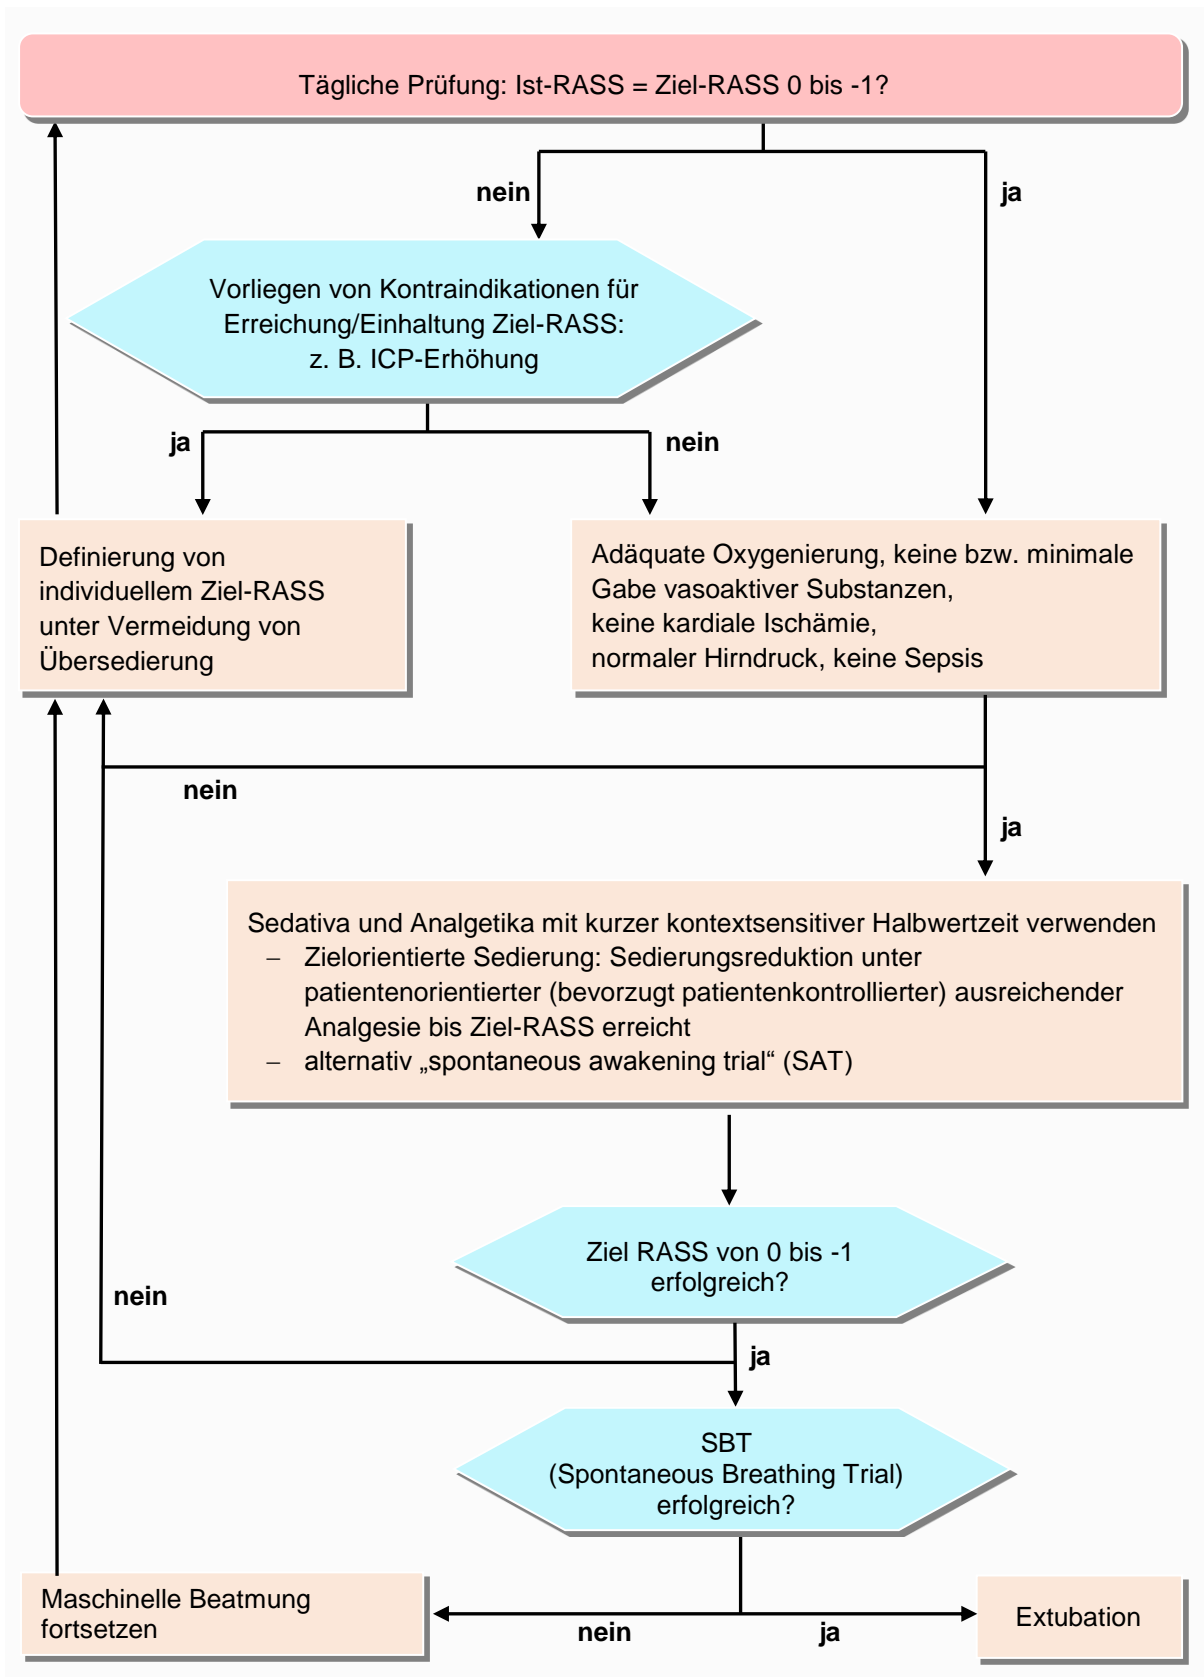 Tägliche Prüfung: Ist-RASS = Ziel-RASS 0 bis -1?
nein
ja
Vorliegen von Kontraindikationen für
Erreichung/Einhaltung Ziel-RASS:
z. B. ICP-Erhöhung
ja
nein
Definierung von
individuellem Ziel-RASS
unter Vermeidung von
Übersedierung
Adäquate Oxygenierung, keine bzw. minimale
Gabe vasoaktiver Substanzen,
keine kardiale Ischämie,
normaler Hirndruck, keine Sepsis
nein
ja
Sedativa und Analgetika mit kurzer kontextsensitiver Halbwertzeit verwenden
– Zielorientierte Sedierung: Sedierungsreduktion unter
patientenorientierter (bevorzugt patientenkontrollierter) ausreichender
Analgesie bis Ziel-RASS erreicht
– alternativ „spontaneous awakening trial“ (SAT)
Ziel RASS von 0 bis -1
erfolgreich?
nein
ja
SBT
(Spontaneous Breathing Trial)
erfolgreich?
Maschinelle Beatmung
fortsetzen
nein
ja
Extubation